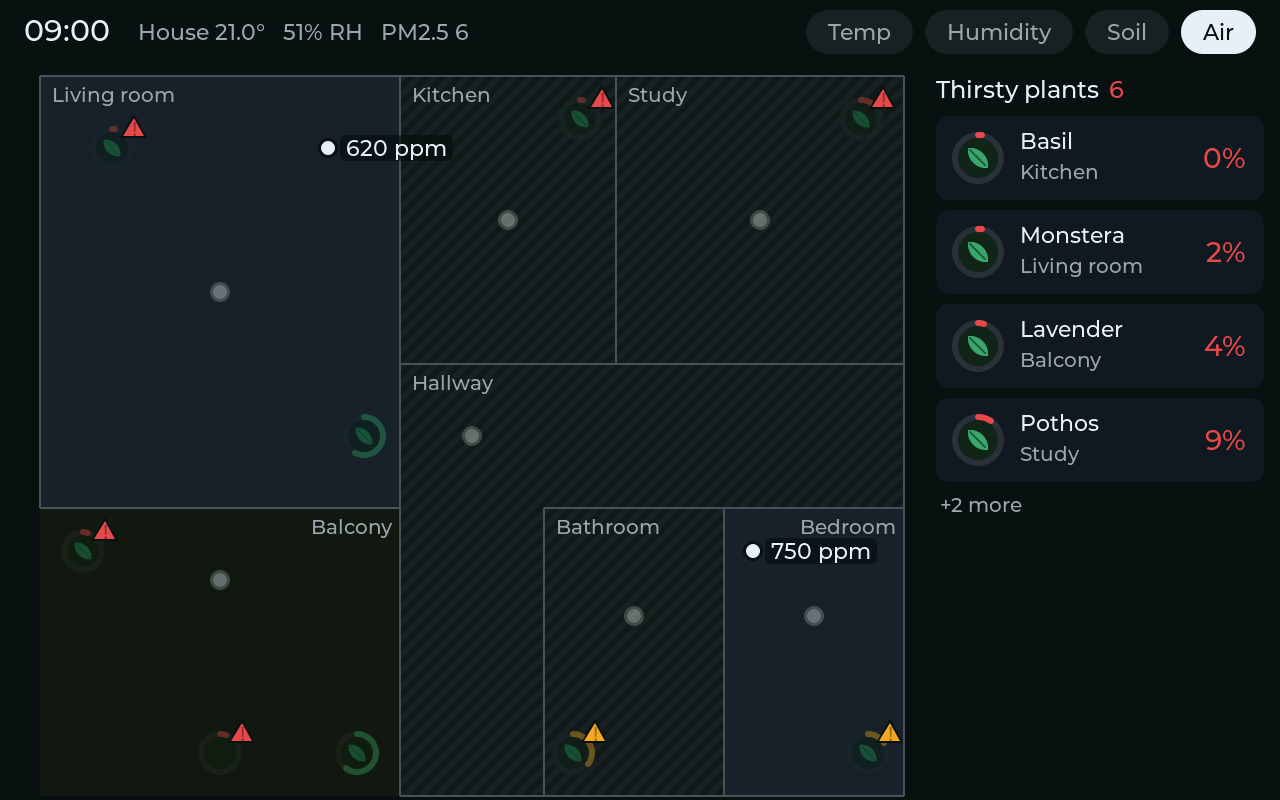 09:00 House 21.0° 51% RH PM2.5 6
Temp Humidity Soil Air
Living room
Kitchen
Study
620 ppm
Hallway
Balcony
Bathroom
Bedroom
750 ppm
Thirsty plants 6
Basil
Kitchen
0%
Monstera
Living room
2%
Lavender
Balcony
4%
Pothos
Study
9%
+2 more